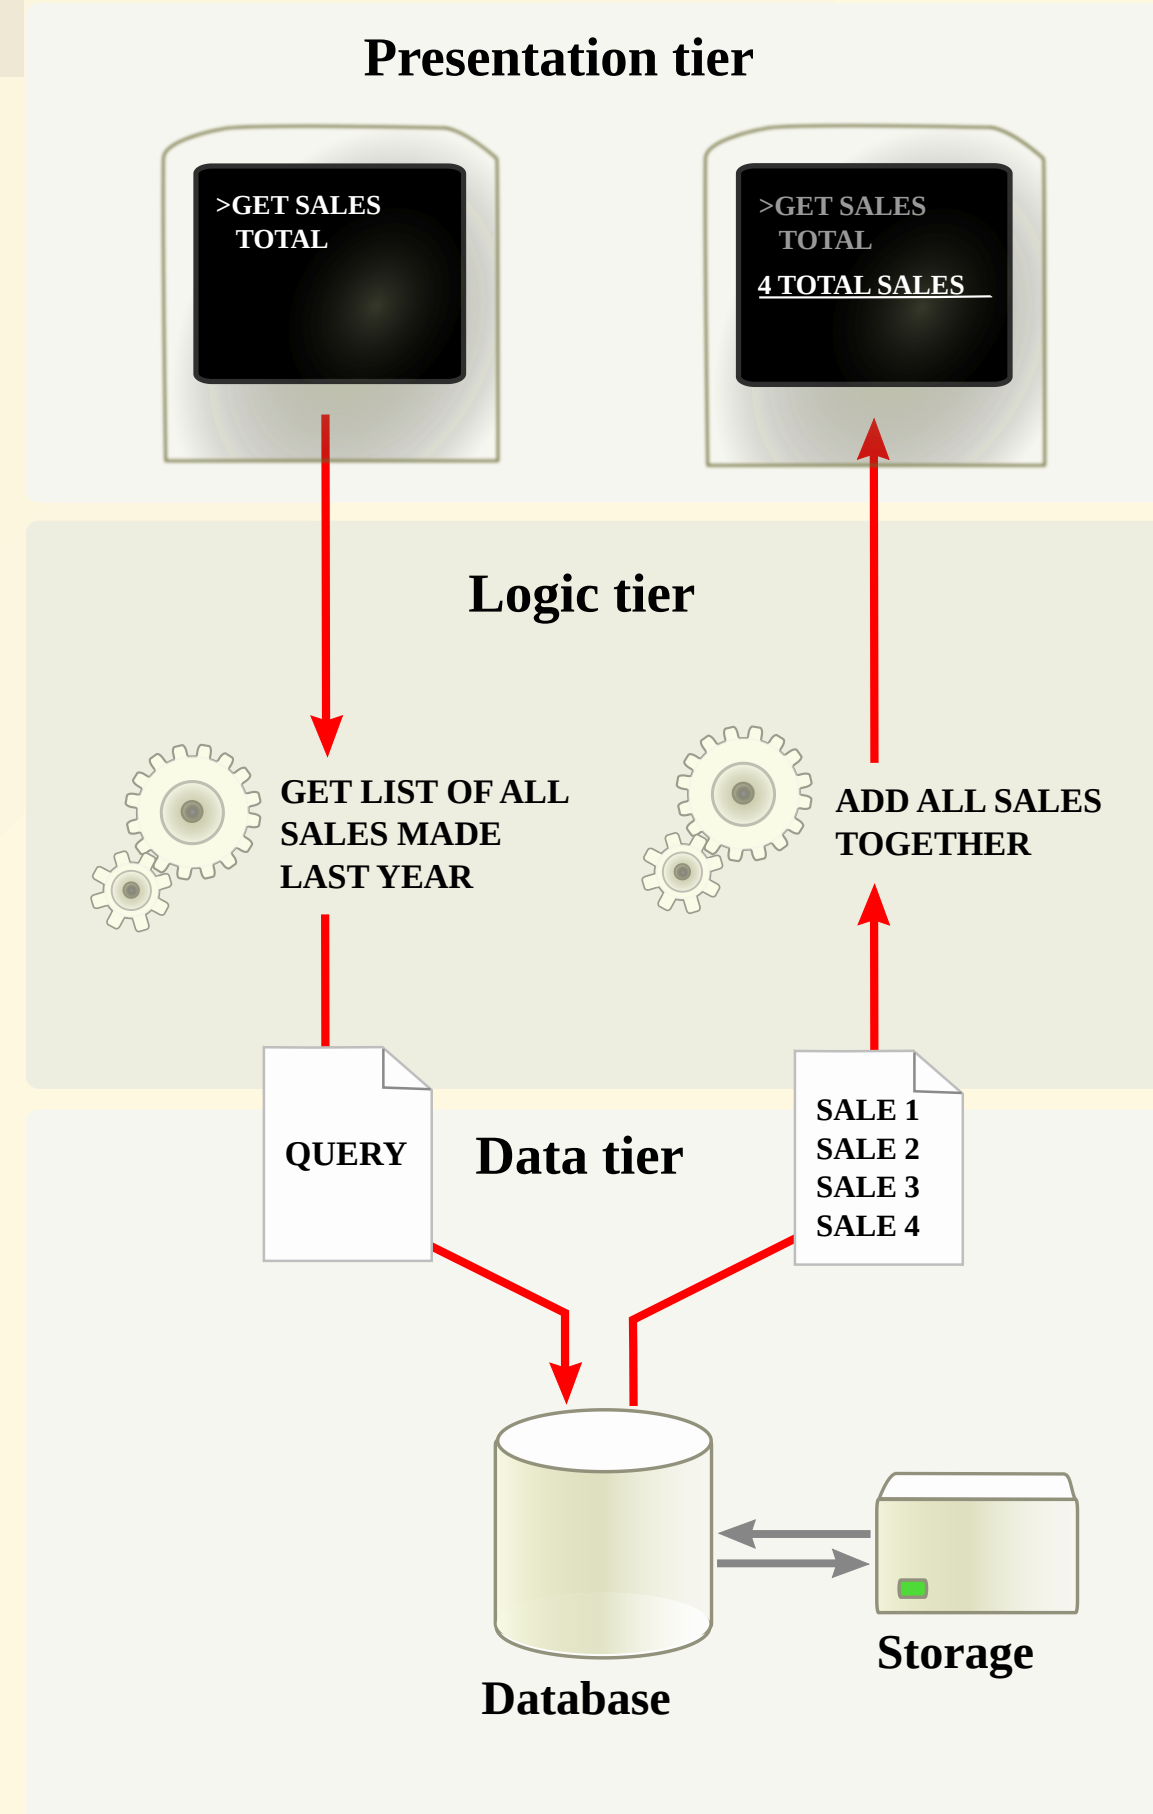 Presentation tier
>GET SALES
TOTAL
>GET SALES
TOTAL
4 TOTAL SALES
Logic tier
GET LIST OF ALL
SALES MADE
LAST YEAR
ADD ALL SALES
TOGETHER
QUERY
Data tier
SALE 1
SALE 2
SALE 3
SALE 4
Database
Storage